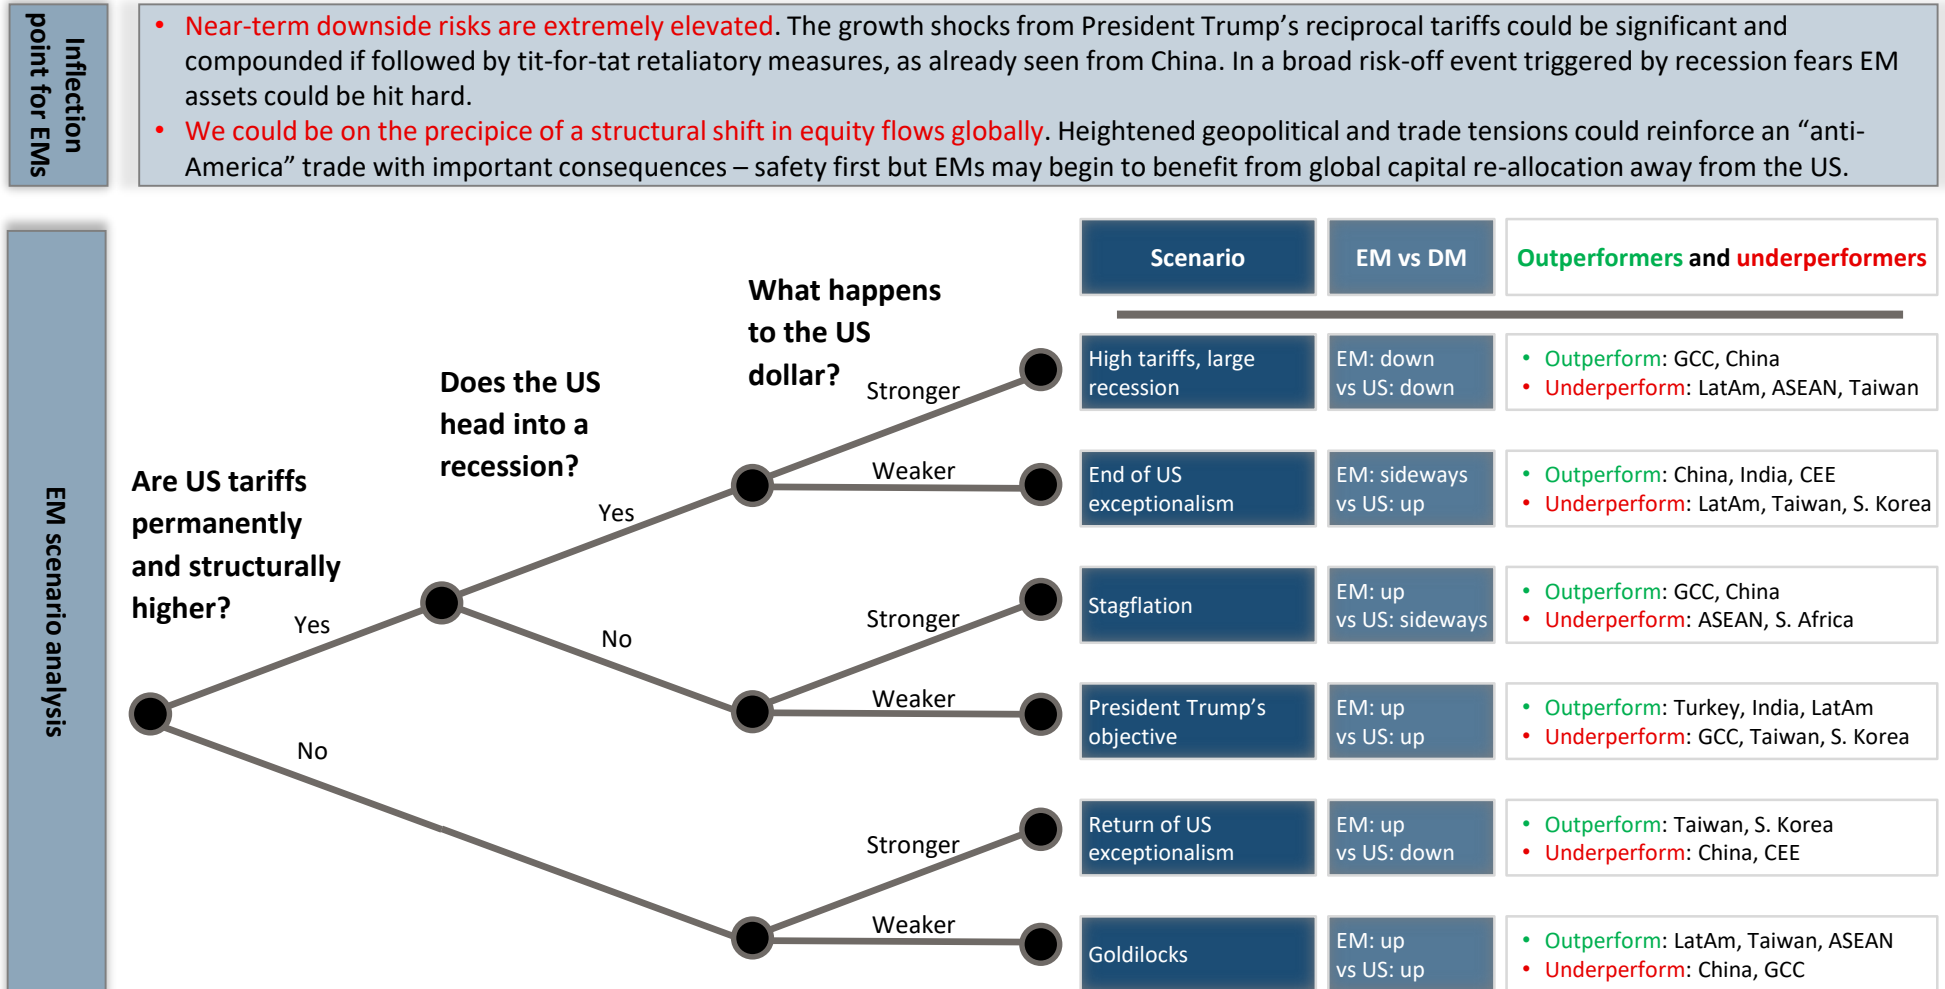 Inflection
point for EMs
• Near-term downside risks are extremely elevated. The growth shocks from President Trump’s reciprocal tariffs could be significant and
compounded if followed by tit-for-tat retaliatory measures, as already seen from China. In a broad risk-off event triggered by recession fears EM
assets could be hit hard.
• We could be on the precipice of a structural shift in equity flows globally. Heightened geopolitical and trade tensions could reinforce an “anti-
America” trade with important consequences – safety first but EMs may begin to benefit from global capital re-allocation away from the US.
EM scenario analysis
Are US tariffs
permanently
and structurally
higher?
Yes
No
Does the US
head into a
recession?
Yes
No
What happens
to the US
dollar?
Stronger
Weaker
Stronger
Weaker
Stronger
Weaker
Scenario
EM vs DM
Outperformers and underperformers
High tariffs, large
recession
EM: down
vs US: down
• Outperform: GCC, China
• Underperform: LatAm, ASEAN, Taiwan
End of US
exceptionalism
EM: sideways
vs US: up
• Outperform: China, India, CEE
• Underperform: LatAm, Taiwan, S. Korea
Stagflation
EM: up
vs US: sideways
• Outperform: GCC, China
• Underperform: ASEAN, S. Africa
President Trump’s
objective
EM: up
vs US: up
• Outperform: Turkey, India, LatAm
• Underperform: GCC, Taiwan, S. Korea
Return of US
exceptionalism
EM: up
vs US: down
• Outperform: Taiwan, S. Korea
• Underperform: China, CEE
Goldilocks
EM: up
vs US: up
• Outperform: LatAm, Taiwan, ASEAN
• Underperform: China, GCC